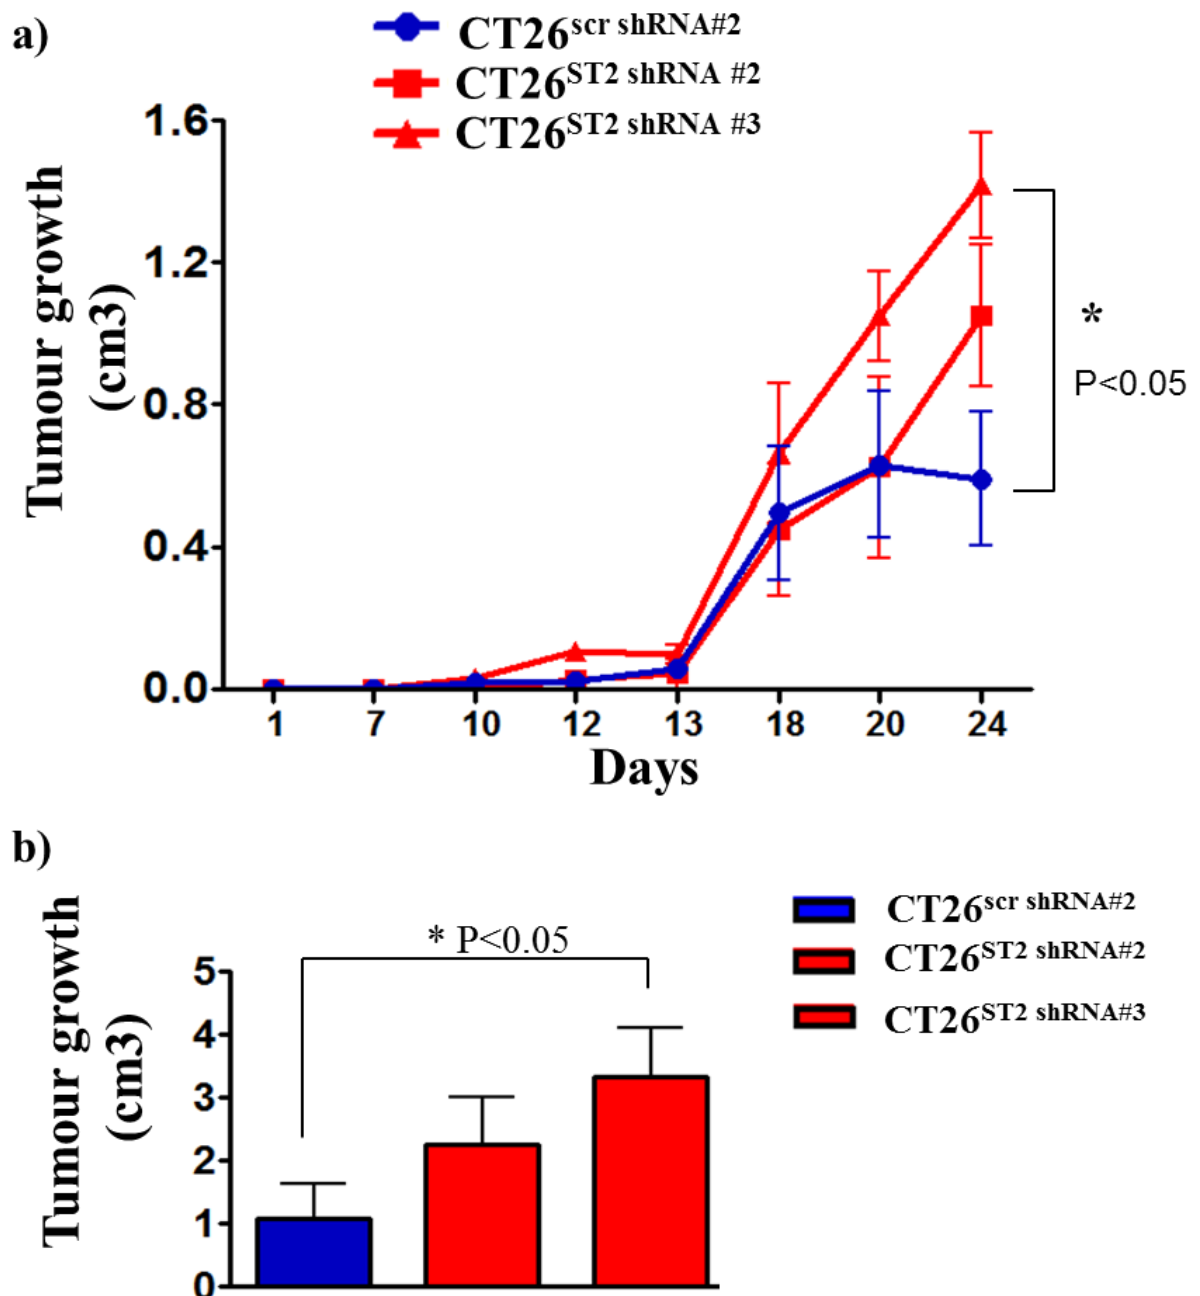 a)
CT26scr shRNA#2
CT26ST2 shRNA #2
CT26ST2 shRNA #3
Tumour growth
(cm3)
1.6
1.2
0.8
0.4
0.0
*
P<0.05
1 7 10 12 13 18 20 24
Days
b)
Tumour growth
(cm3)
* P<0.05
5
4
3
2
1
0
CT26scr shRNA#2
CT26ST2 shRNA#2
CT26ST2 shRNA#3